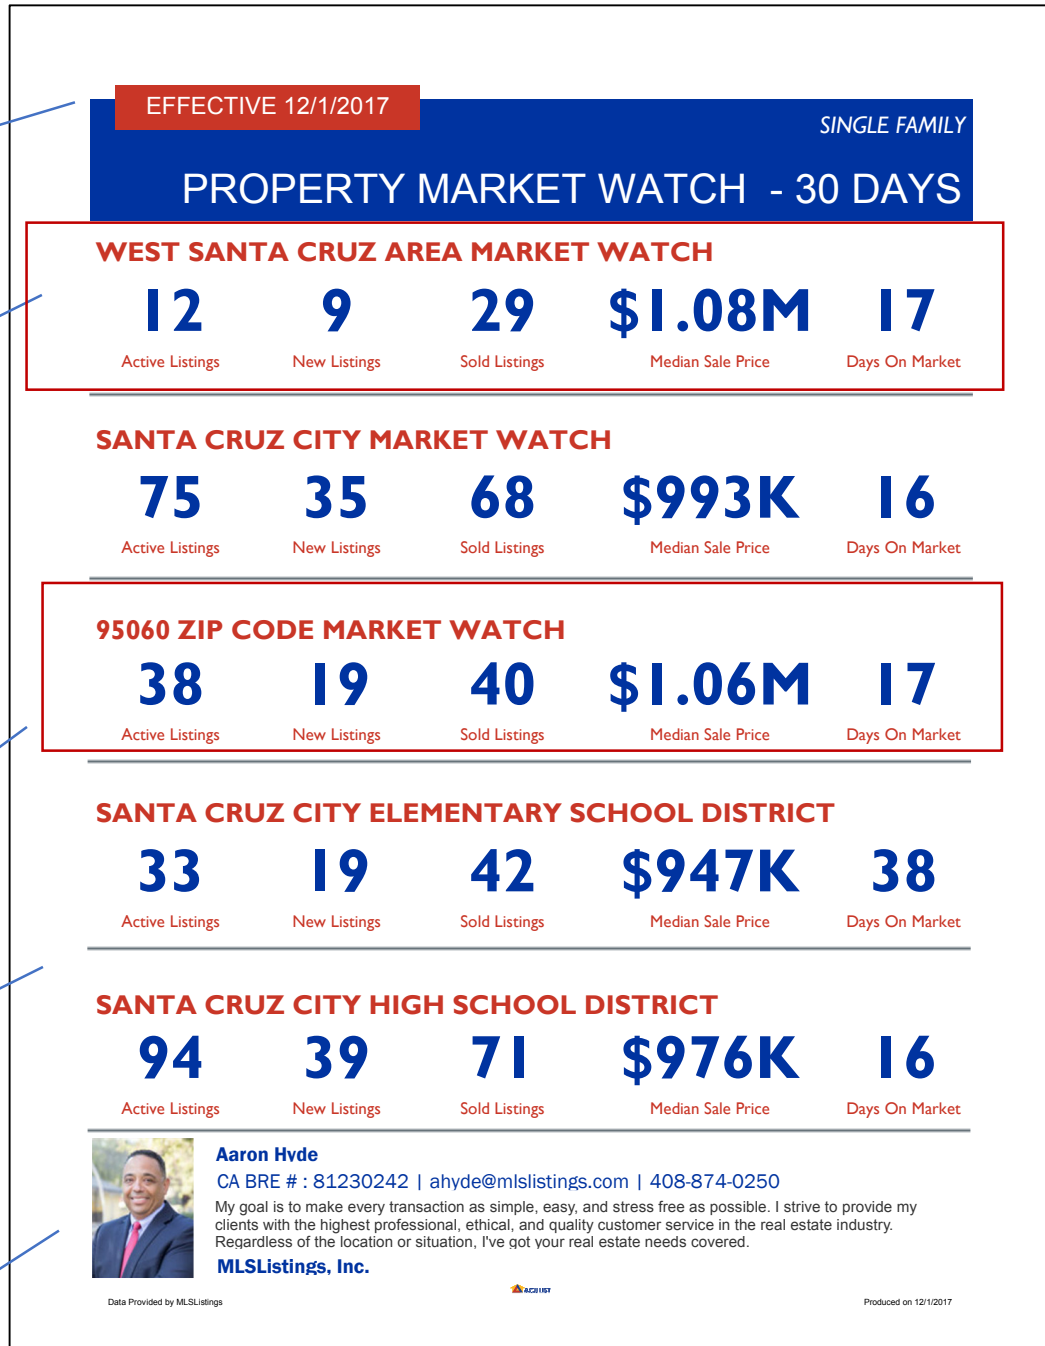 EFFECTIVE 12/1/2017
SINGLE FAMILY
PROPERTY MARKET WATCH - 30 DAYS
WEST SANTA CRUZ AREA MARKET WATCH
12 9 29 $1.08M 17
Active Listings New Listings Sold Listings Median Sale Price Days On Market
SANTA CRUZ CITY MARKET WATCH
75 35 68 $993K 16
Active Listings New Listings Sold Listings Median Sale Price Days On Market
95060 ZIP CODE MARKET WATCH
38 19 40 $1.06M 17
Active Listings New Listings Sold Listings Median Sale Price Days On Market
SANTA CRUZ CITY ELEMENTARY SCHOOL DISTRICT
33 19 42 $947K 38
Active Listings New Listings Sold Listings Median Sale Price Days On Market
SANTA CRUZ CITY HIGH SCHOOL DISTRICT
94 39 71 $976K 16
Active Listings New Listings Sold Listings Median Sale Price Days On Market
Aaron Hyde
CA BRE # : 81230242 | ahyde@mlslistings.com | 408-874-0250
My goal is to make every transaction as simple, easy, and stress free as possible. I strive to provide my
clients with the highest professional, ethical, and quality customer service in the real estate industry.
Regardless of the location or situation, I've got your real estate needs covered.
MLSListings, Inc.
Data Provided by MLSListings
Produced on 12/1/2017